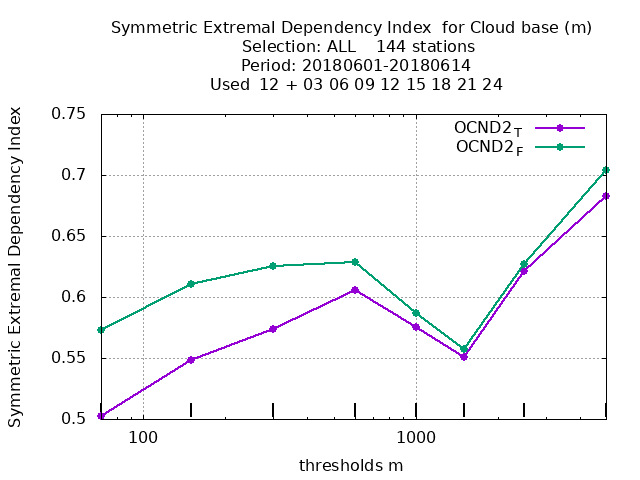 Symmetric Extremal Dependency Index  for Cloud base (m)
Selection: ALL    144 stations
Period: 20180601-20180614
Used  12 + 03 06 09 12 15 18 21 24
OCND2_T
OCND2_F
Symmetric Extremal Dependency Index
0.75
0.7
0.65
0.6
0.55
0.5
100
1000
thresholds m